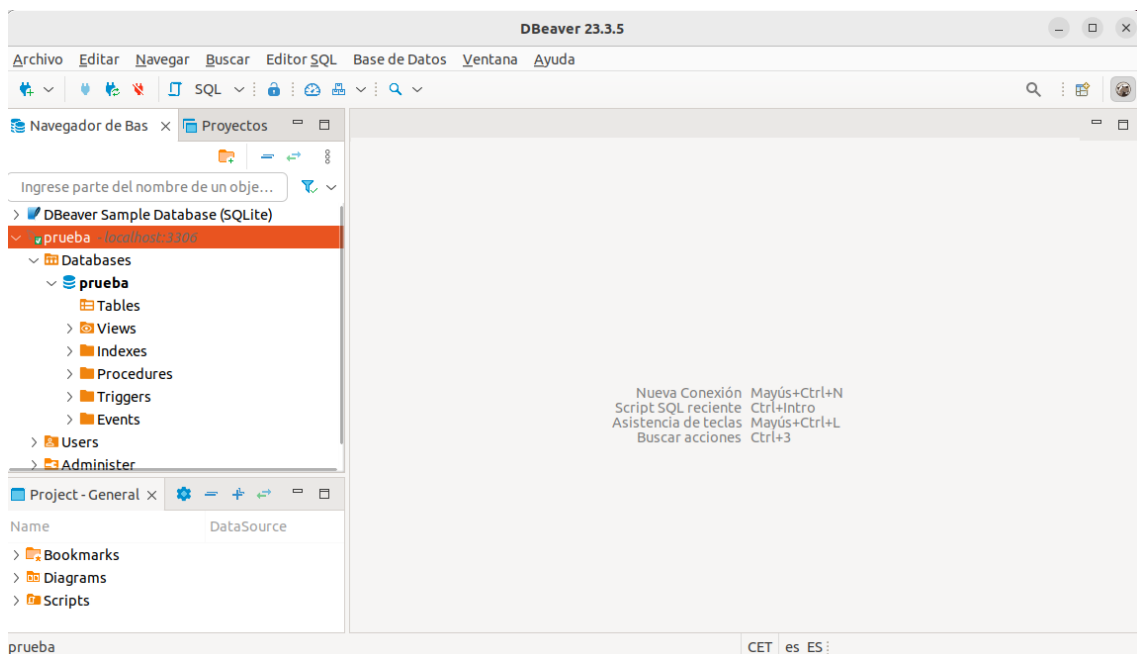 DBeaver 23.3.5
Archivo Editar Navegar Buscar Editor SQL Base de Datos Ventana Ayuda
SQL
Navegador de Bas Proyectos
Ingrese parte del nombre de un obje...
DBeaver Sample Database (SQLite)
prueba - localhost:3306
Databases
prueba
Tables
Views
Indexes
Procedures
Triggers
Events
Users
Administer
Nueva Conexión Mayús+Ctrl+N
Script SQL reciente Ctrl+Intro
Asistencia de teclas Mayús+Ctrl+L
Buscar acciones Ctrl+3
Project - General
Name DataSource
Bookmarks
Diagrams
Scripts
prueba CET es ES